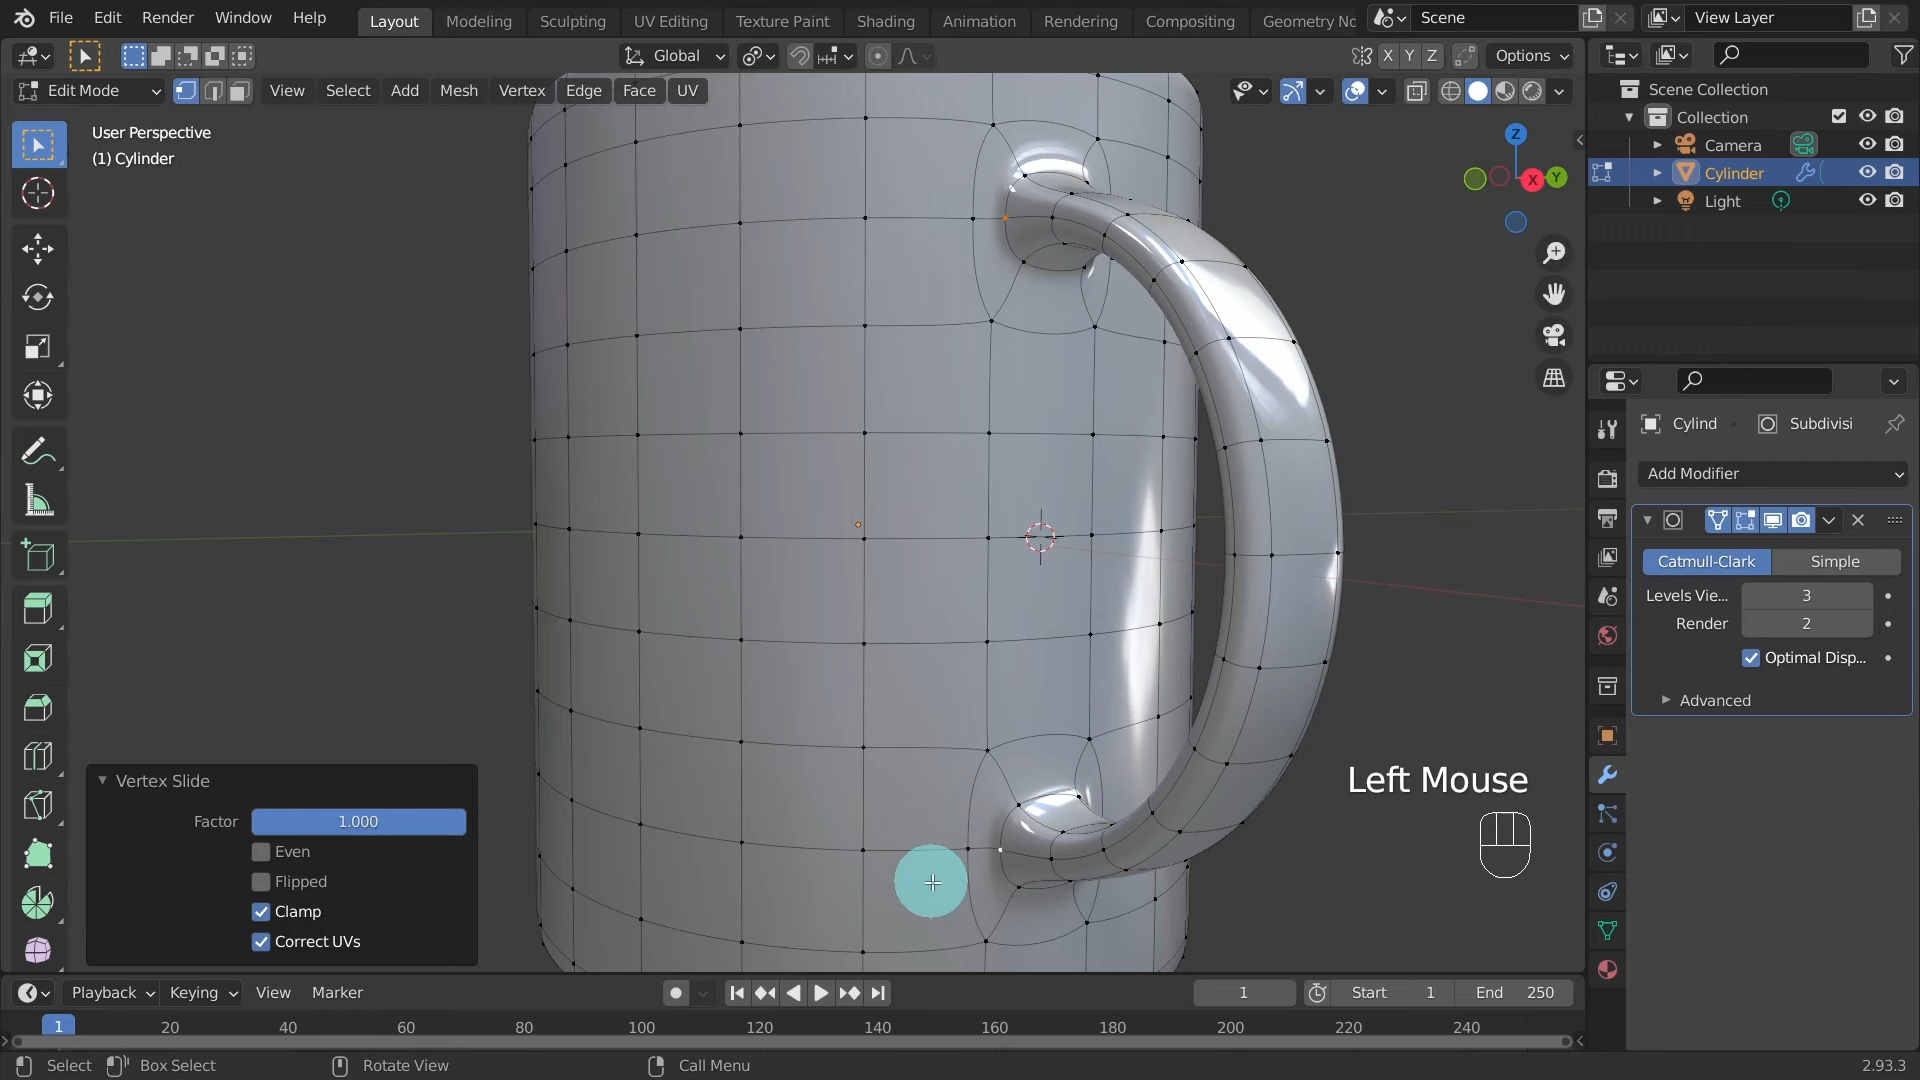 File Edit Render Window Help Layout Modeling Sculpting UV Editing Texture Paint Shading Animation Rendering Compositing Geometry No Scene View Layer
Global X Y Z Options
Edit Mode View Select Add Mesh Vertex Edge Face UV
User Perspective
(1) Cylinder
Z
X Y
Scene Collection
Collection
Camera
Cylinder
Light
Cylind Subdivisi
Add Modifier
Catmull-Clark Simple
Levels Vie... 3
Render 2
Optimal Disp...
Advanced
Left Mouse
Vertex Slide
Factor 1.000
Even
Flipped
Clamp
Correct UVs
Playback Keying View Marker 1 Start 1 End 250
1 20 40 60 80 100 120 140 160 180 200 220 240
Select Box Select Rotate View Call Menu 2.93.3